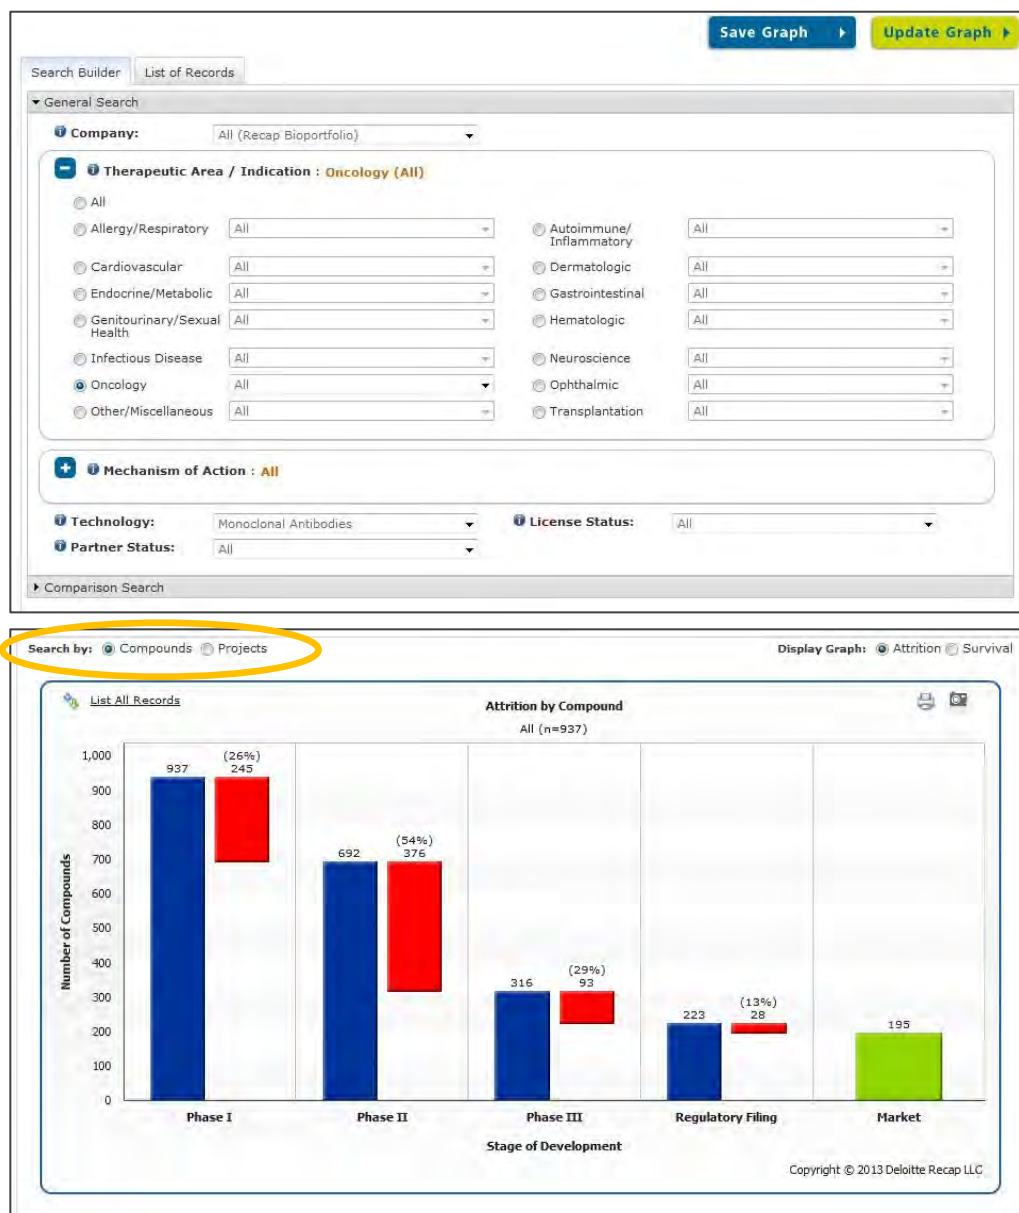 Save Graph Update Graph
Search Builder List of Records
General Search
Company: All (Recap Bioportfolio)
Therapeutic Area / Indication : Oncology (All)
All
Allergy/Respiratory All Autoimmune/
Inflammatory All
Cardiovascular All Dermatologic All
Endocrine/Metabolic All Gastrointestinal All
Genitourinary/Sexual
Health All Hematologic All
Infectious Disease All Neuroscience All
Oncology All Ophthalmic All
Other/Miscellaneous All Transplantation All
Mechanism of Action : All
Technology: Monoclonal Antibodies License Status: All
Partner Status: All
Comparison Search
Search by: Compounds Projects Display Graph: Attrition Survival
List All Records
Attrition by Compound
All (n=937)
Number of Compounds
1,000
900
800
700
600
500
400
300
200
100
0
937
(26%)
245
692
(54%)
376
316
(29%)
93
223
(13%)
28
195
Phase I Phase II Phase III Regulatory Filing Market
Stage of Development
Copyright © 2013 Deloitte Recap LLC